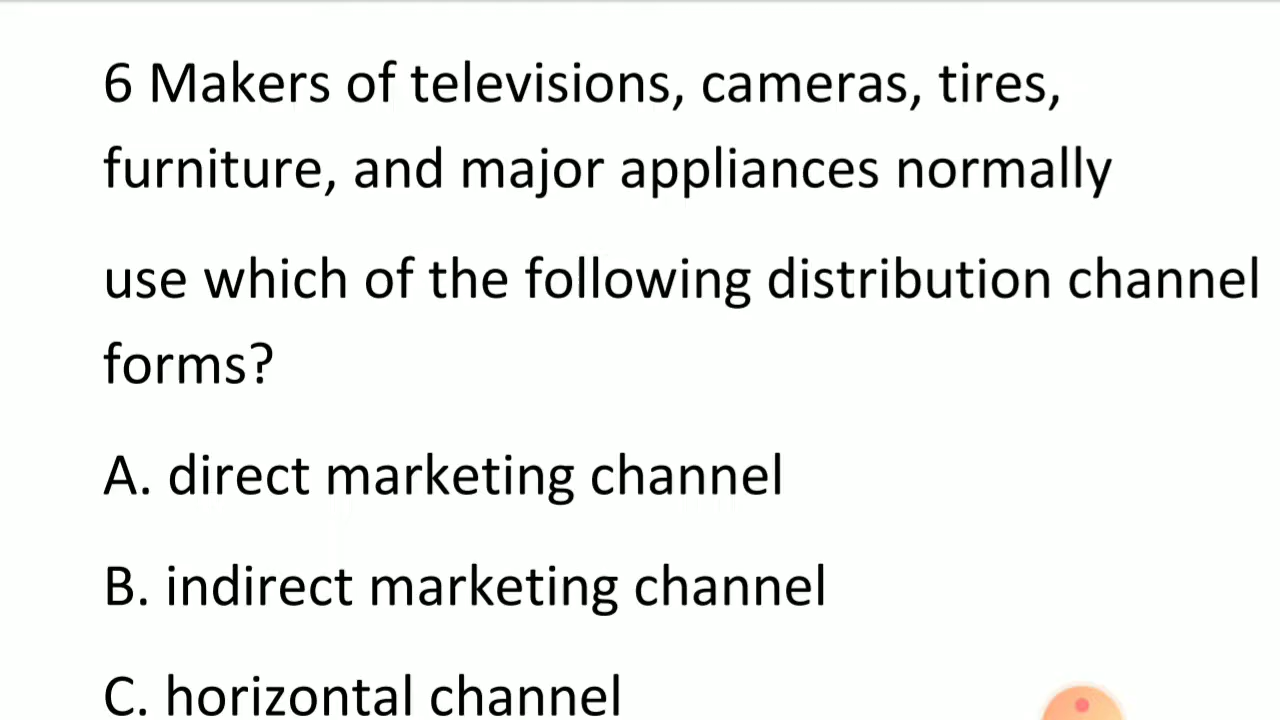 6 Makers of televisions, cameras, tires,
furniture, and major appliances normally
use which of the following distribution channel
forms?
A. direct marketing channel
B. indirect marketing channel
C. horizontal channel